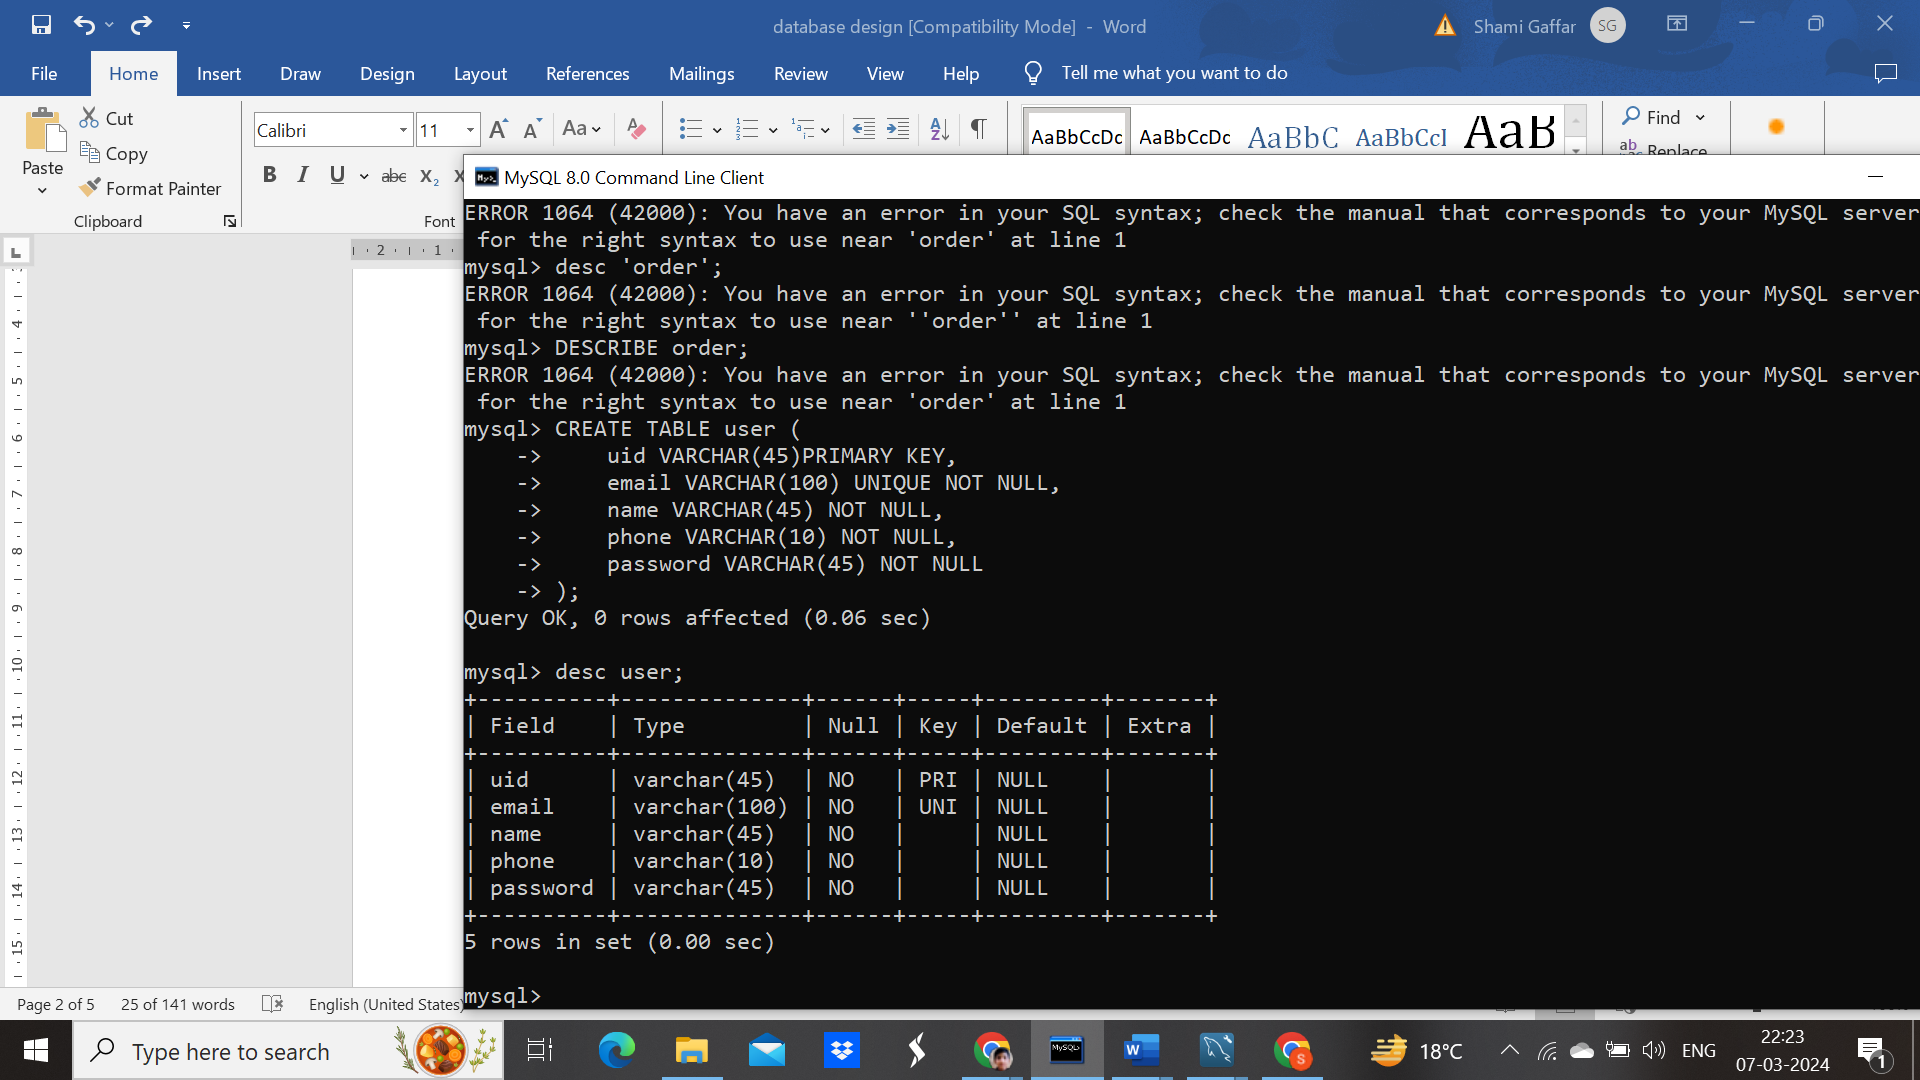 database design [Compatibility Mode] - Word
Shami Gaffar SG
File Home Insert Draw Design Layout References Mailings Review View Help Tell me what you want to do
Paste
Cut
Copy
Format Painter
Clipboard
Calibri 11 A A Aa A
B I U abc X₂ X
Font
AaBbCcDc AaBbCcDc AaBbC AaBbCcI AaB
Find
Replace
MySQL 8.0 Command Line Client
ERROR 1064 (42000): You have an error in your SQL syntax; check the manual that corresponds to your MySQL server
 for the right syntax to use near 'order' at line 1
mysql> desc 'order';
ERROR 1064 (42000): You have an error in your SQL syntax; check the manual that corresponds to your MySQL server
 for the right syntax to use near ''order'' at line 1
mysql> DESCRIBE order;
ERROR 1064 (42000): You have an error in your SQL syntax; check the manual that corresponds to your MySQL server
 for the right syntax to use near 'order' at line 1
mysql> CREATE TABLE user (
    ->     uid VARCHAR(45)PRIMARY KEY,
    ->     email VARCHAR(100) UNIQUE NOT NULL,
    ->     name VARCHAR(45) NOT NULL,
    ->     phone VARCHAR(10) NOT NULL,
    ->     password VARCHAR(45) NOT NULL
    -> );
Query OK, 0 rows affected (0.06 sec)
mysql> desc user;
+----------+--------------+------+-----+---------+-------+
| Field    | Type         | Null | Key | Default | Extra |
+----------+--------------+------+-----+---------+-------+
| uid      | varchar(45)  | NO   | PRI | NULL    |       |
| email    | varchar(100) | NO   | UNI | NULL    |       |
| name     | varchar(45)  | NO   |     | NULL    |       |
| phone    | varchar(10)  | NO   |     | NULL    |       |
| password | varchar(45)  | NO   |     | NULL    |       |
+----------+--------------+------+-----+---------+-------+
5 rows in set (0.00 sec)
mysql>
Page 2 of 5 25 of 141 words English (United States)
Type here to search
18°C ENG
22:23
07-03-2024
1